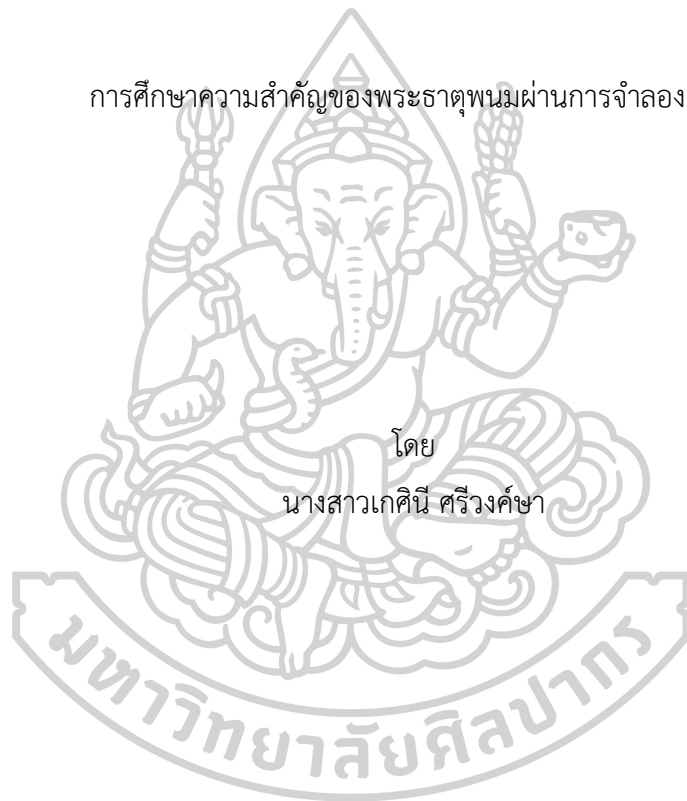 การศึกษาความสำคัญของพระธาตุพนมผ่านการจำลอง
โดย
นางสาวเกศินี ศรีวงค์ษา
มหาวิทยาลัยศิลปากร